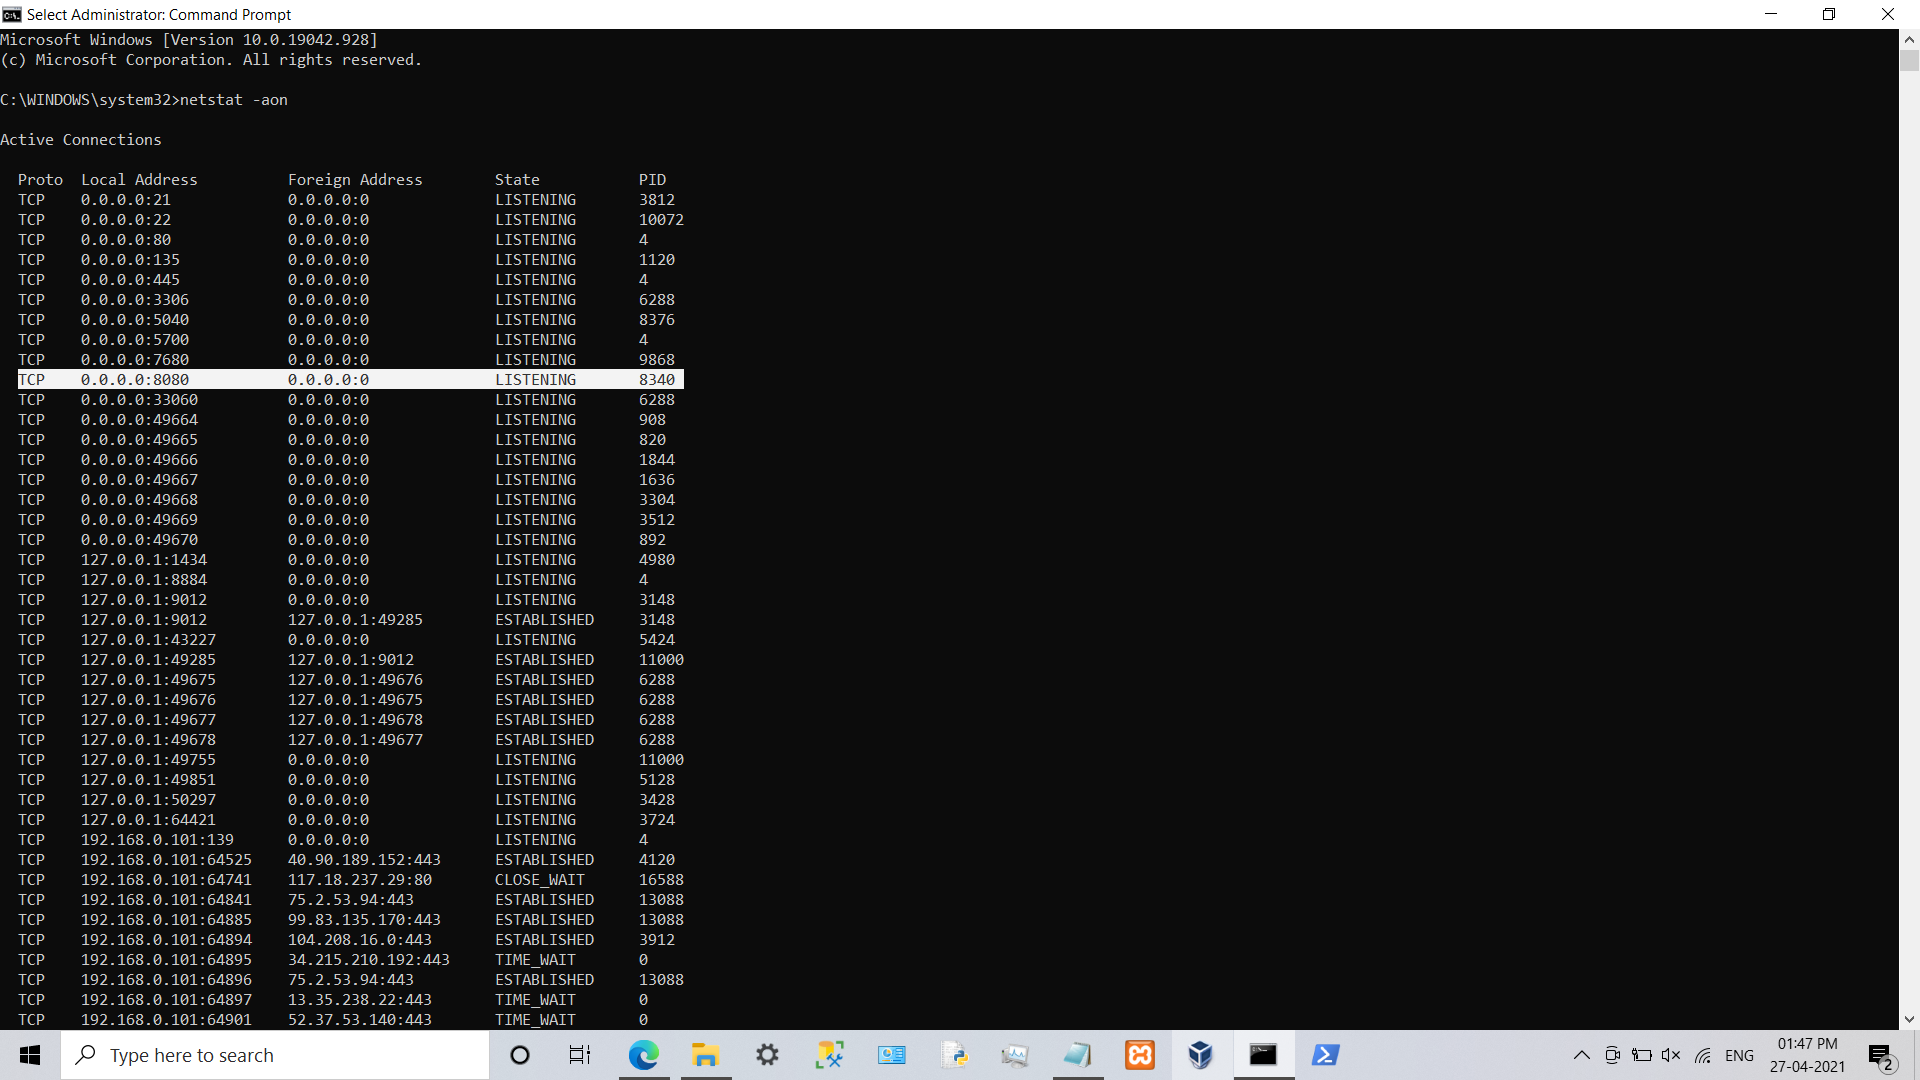 Select Administrator: Command Prompt
Microsoft Windows [Version 10.0.19042.928]
(c) Microsoft Corporation. All rights reserved.
C:\WINDOWS\system32>netstat -aon
Active Connections
Proto  Local Address          Foreign Address        State           PID
TCP    0.0.0.0:21             0.0.0.0:0              LISTENING       3812
TCP    0.0.0.0:22             0.0.0.0:0              LISTENING       10072
TCP    0.0.0.0:80             0.0.0.0:0              LISTENING       4
TCP    0.0.0.0:135            0.0.0.0:0              LISTENING       1120
TCP    0.0.0.0:445            0.0.0.0:0              LISTENING       4
TCP    0.0.0.0:3306           0.0.0.0:0              LISTENING       6288
TCP    0.0.0.0:5040           0.0.0.0:0              LISTENING       8376
TCP    0.0.0.0:5700           0.0.0.0:0              LISTENING       4
TCP    0.0.0.0:7680           0.0.0.0:0              LISTENING       9868
TCP    0.0.0.0:8080           0.0.0.0:0              LISTENING       8340
TCP    0.0.0.0:33060          0.0.0.0:0              LISTENING       6288
TCP    0.0.0.0:49664          0.0.0.0:0              LISTENING       908
TCP    0.0.0.0:49665          0.0.0.0:0              LISTENING       820
TCP    0.0.0.0:49666          0.0.0.0:0              LISTENING       1844
TCP    0.0.0.0:49667          0.0.0.0:0              LISTENING       1636
TCP    0.0.0.0:49668          0.0.0.0:0              LISTENING       3304
TCP    0.0.0.0:49669          0.0.0.0:0              LISTENING       3512
TCP    0.0.0.0:49670          0.0.0.0:0              LISTENING       892
TCP    127.0.0.1:1434         0.0.0.0:0              LISTENING       4980
TCP    127.0.0.1:8884         0.0.0.0:0              LISTENING       4
TCP    127.0.0.1:9012         0.0.0.0:0              LISTENING       3148
TCP    127.0.0.1:9012         127.0.0.1:49285        ESTABLISHED     3148
TCP    127.0.0.1:43227        0.0.0.0:0              LISTENING       5424
TCP    127.0.0.1:49285        127.0.0.1:9012         ESTABLISHED     11000
TCP    127.0.0.1:49675        127.0.0.1:49676        ESTABLISHED     6288
TCP    127.0.0.1:49676        127.0.0.1:49675        ESTABLISHED     6288
TCP    127.0.0.1:49677        127.0.0.1:49678        ESTABLISHED     6288
TCP    127.0.0.1:49678        127.0.0.1:49677        ESTABLISHED     6288
TCP    127.0.0.1:49755        0.0.0.0:0              LISTENING       11000
TCP    127.0.0.1:49851        0.0.0.0:0              LISTENING       5128
TCP    127.0.0.1:50297        0.0.0.0:0              LISTENING       3428
TCP    127.0.0.1:64421        0.0.0.0:0              LISTENING       3724
TCP    192.168.0.101:139      0.0.0.0:0              LISTENING       4
TCP    192.168.0.101:64525    40.90.189.152:443      ESTABLISHED     4120
TCP    192.168.0.101:64741    117.18.237.29:80       CLOSE_WAIT      16588
TCP    192.168.0.101:64841    75.2.53.94:443         ESTABLISHED     13088
TCP    192.168.0.101:64885    99.83.135.170:443      ESTABLISHED     13088
TCP    192.168.0.101:64894    104.208.16.0:443       ESTABLISHED     3912
TCP    192.168.0.101:64895    34.215.210.192:443     TIME_WAIT       0
TCP    192.168.0.101:64896    75.2.53.94:443         ESTABLISHED     13088
TCP    192.168.0.101:64897    13.35.238.22:443       TIME_WAIT       0
TCP    192.168.0.101:64901    52.37.53.140:443       TIME_WAIT       0
Type here to search
ENG
01:47 PM
27-04-2021
2